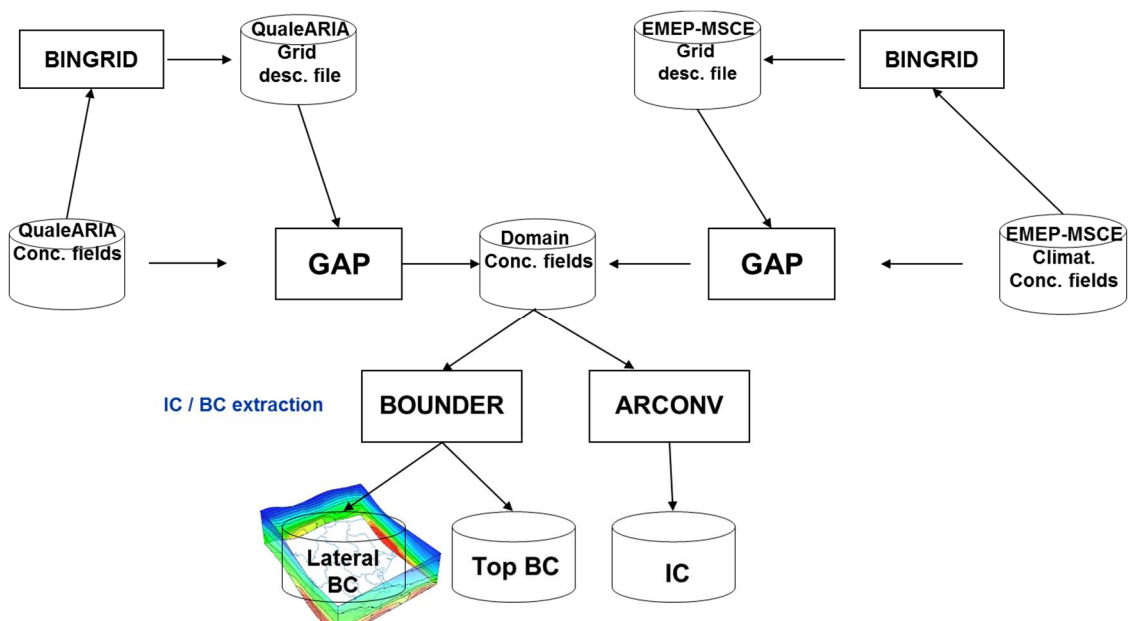 BINGRID
QualeARIA
Grid
desc. file
EMEP-MSCE
Grid
desc. file
BINGRID
QualeARIA
Conc. fields
GAP
Domain
Conc. fields
GAP
EMEP-MSCE
Climat.
Conc. fields
IC / BC extraction
BOUNDER
ARCONV
Lateral
BC
Top BC
IC